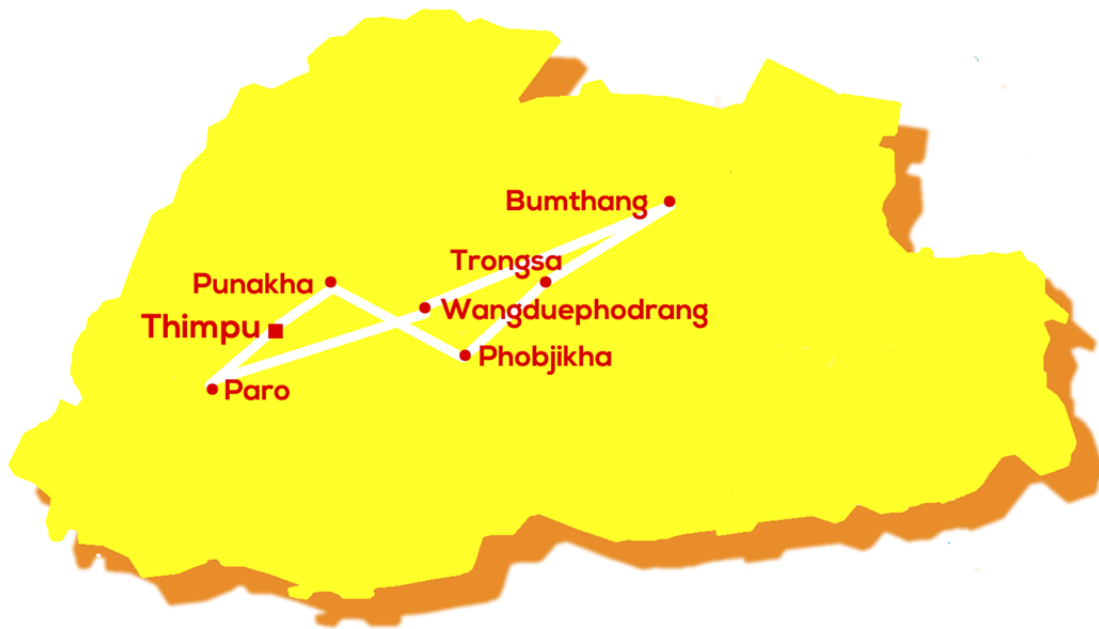 Bumthang
Trongsa
Punakha
Wangduephodrang
Thimpu
Phobjikha
Paro